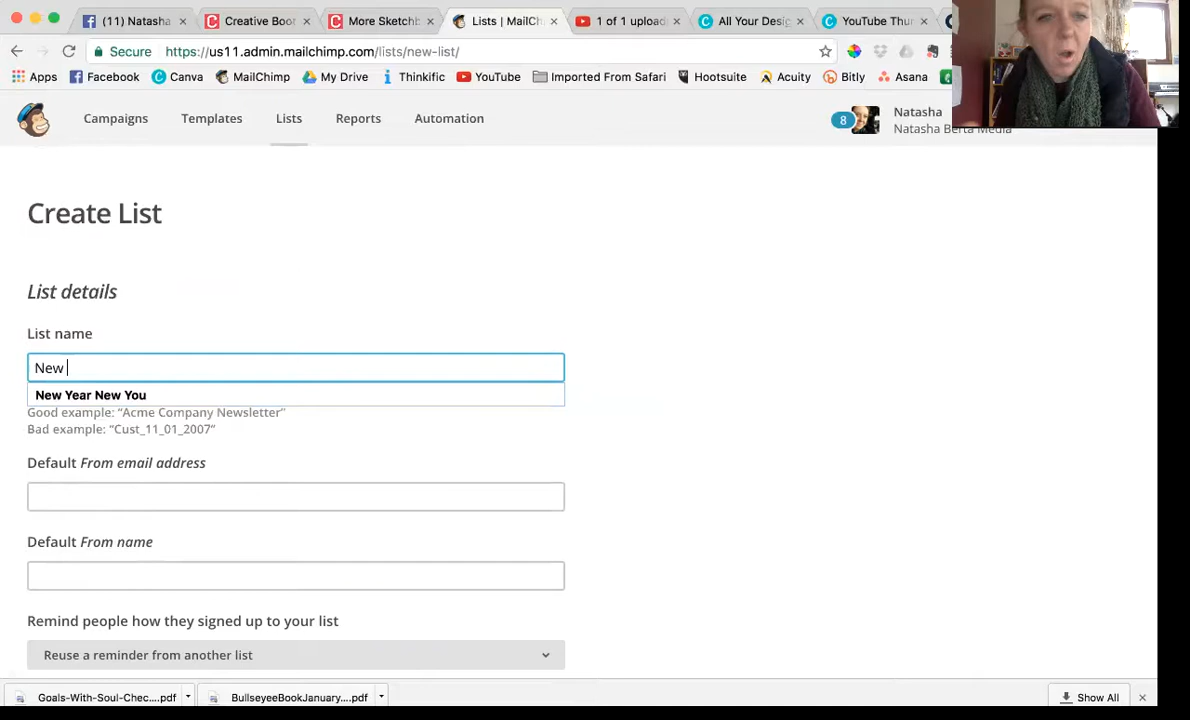 (11) Natasha
Creative Boot
More Sketchb
Lists | MailCh
1 of 1 upload
All Your Desig
YouTube Thu
Secure https://us11.admin.mailchimp.com/lists/new-list/
Apps Facebook Canva MailChimp My Drive Thinkific YouTube Imported From Safari Hootsuite Acuity Bitly Asana
Campaigns Templates Lists Reports Automation
8 Natasha
Natasha Berta Media
Create List
List details
List name
New
New Year New You
Good example: “Acme Company Newsletter”
Bad example: “Cust_11_01_2007”
Default From email address
Default From name
Remind people how they signed up to your list
Reuse a reminder from another list
Goals-With-Soul-Chec....pdf BullseyeeBookJanuary....pdf Show All